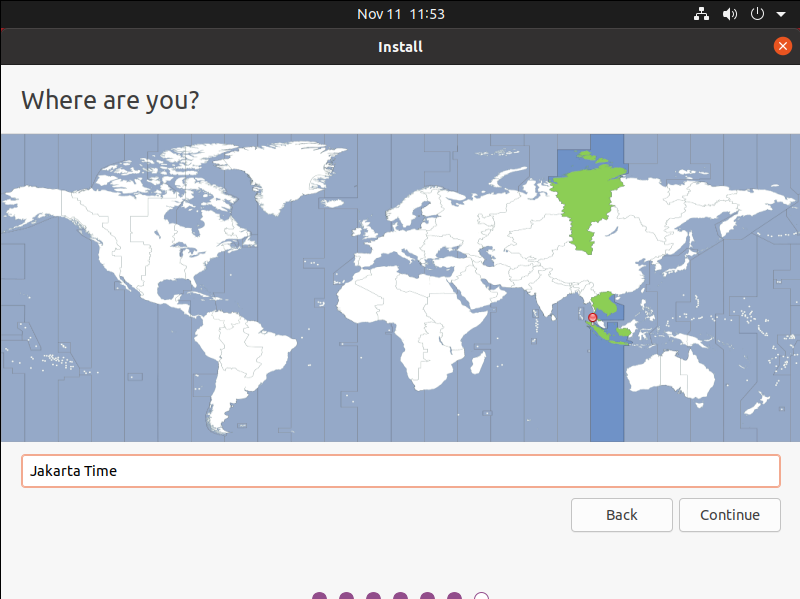 Nov 11 11:53
Install
Where are you?
Jakarta Time
Back
Continue